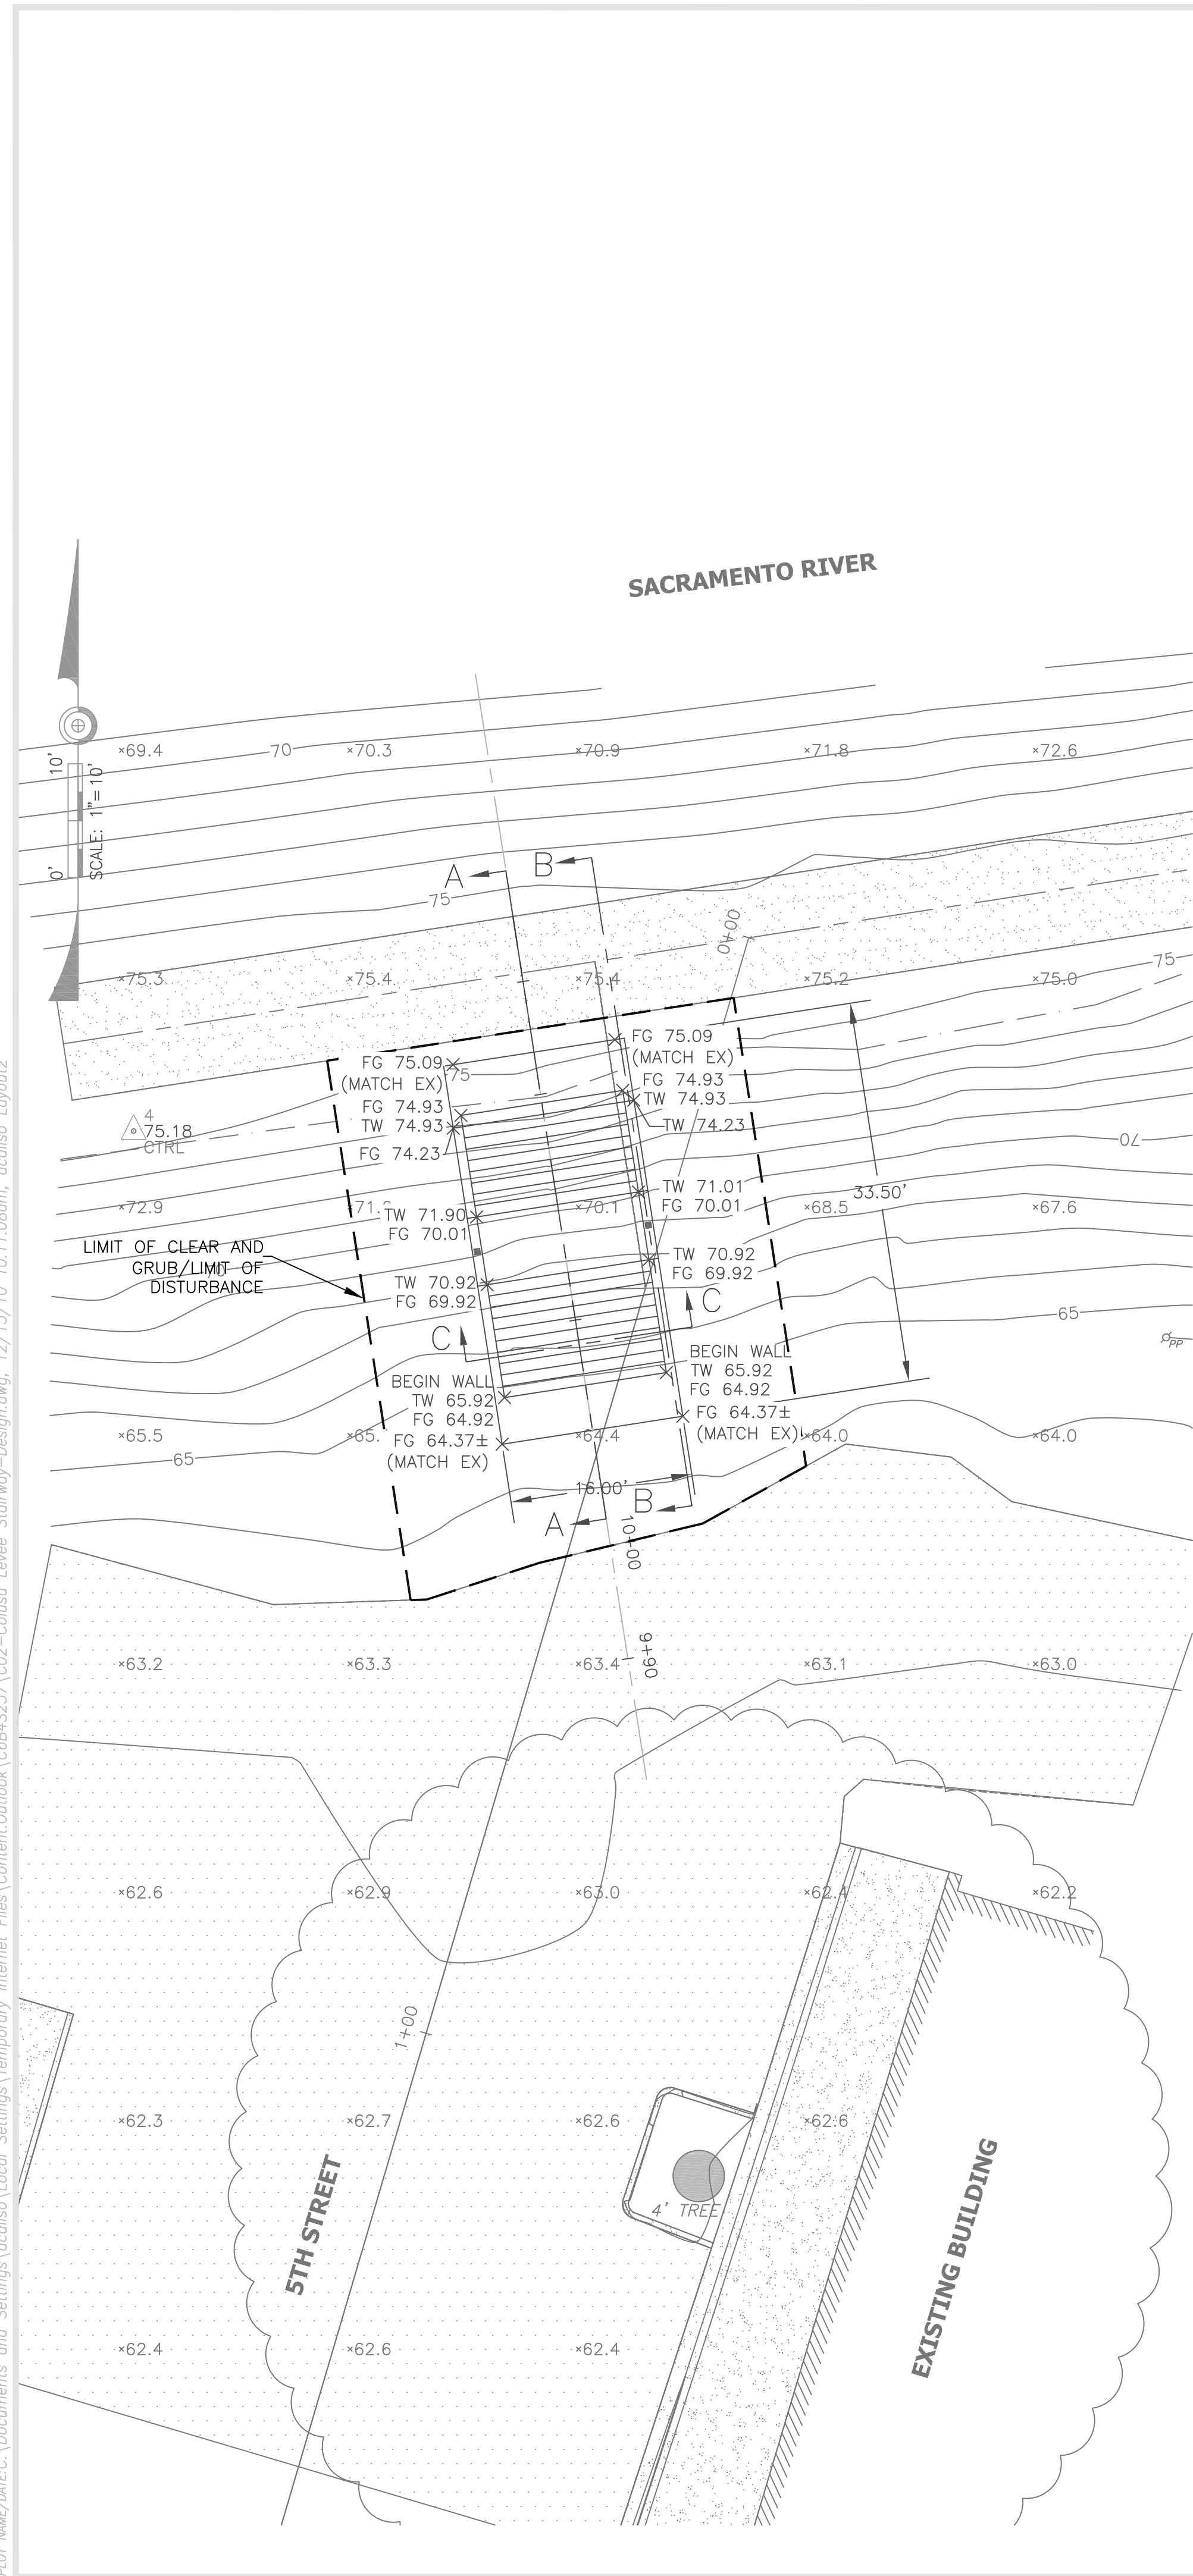 SACRAMENTO RIVER
69.4
70
70.3
70.9
71.8
72.6
10'
0'
SCALE: 1"=10'
A
B
75
0+00
75.3
75.4
75.4
75.2
75.0
75
FG 75.09
(MATCH EX)
FG 75.09
(MATCH EX)
75
FG 74.93
TW 74.93
FG 74.93
TW 74.93
TW 74.23
FG 74.23
4
75.18
CTRL
70
72.9
70.1
68.5
67.6
33.50'
TW 71.01
FG 70.01
TW 71.90
FG 70.01
LIMIT OF CLEAR AND
GRUB/LIMIT OF
DISTURBANCE
TW 70.92
FG 69.92
TW 70.92
FG 69.92
C
C
65
PP
BEGIN WALL
TW 65.92
FG 64.92
BEGIN WALL
TW 65.92
FG 64.92
FG 64.37±
(MATCH EX)
FG 64.37±
(MATCH EX)
65.5
65.
64.4
64.0
64.0
65
16.00'
A
B
10+00
9+90
63.2
63.3
63.4
63.1
63.0
62.6
62.9
63.0
62.4
62.2
1+00
62.3
62.7
62.6
62.6
4' TREE
5TH STREET
EXISTING BUILDING
62.4
62.6
62.4